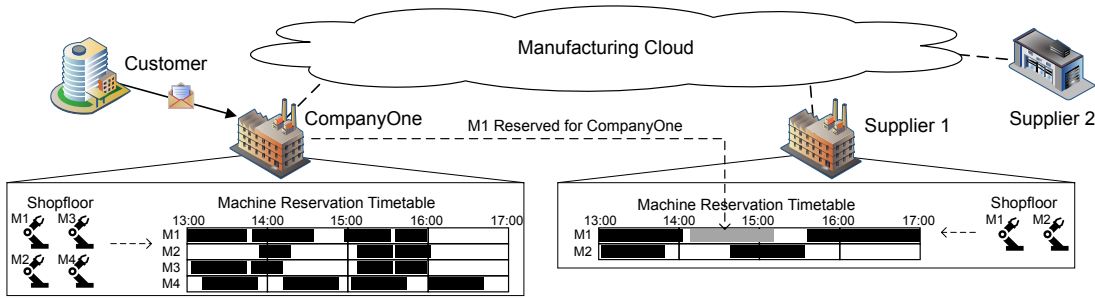 Manufacturing Cloud
Customer
CompanyOne
M1 Reserved for CompanyOne
Supplier 1
Supplier 2
Shopfloor
M1 M3
M2 M4
Machine Reservation Timetable
13:00 14:00 15:00 16:00 17:00
M1
M2
M3
M4
Machine Reservation Timetable
13:00 14:00 15:00 16:00 17:00
M1
M2
Shopfloor
M1 M2